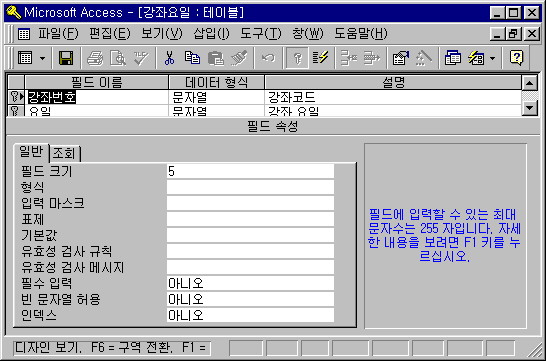 Microsoft Access - [강좌요일 : 테이블]
파일(F) 편집(E) 보기(V) 삽입(I) 도구(T) 창(W) 도움말(H)
필드 이름 데이터 형식 설명
강좌번호 문자열 강좌코드
요일 문자열 강좌 요일
필드 속성
일반 조회
필드 크기 5
형식
입력 마스크
표제
기본값
유효성 검사 규칙
유효성 검사 메시지
필수 입력 아니오
빈 문자열 허용 아니오
인덱스 아니오
필드에 입력할 수 있는 최대
문자수는 255 자입니다. 자세
한 내용을 보려면 F1 키를 누
르십시오.
디자인 보기. F6 = 구역 전환. F1 =